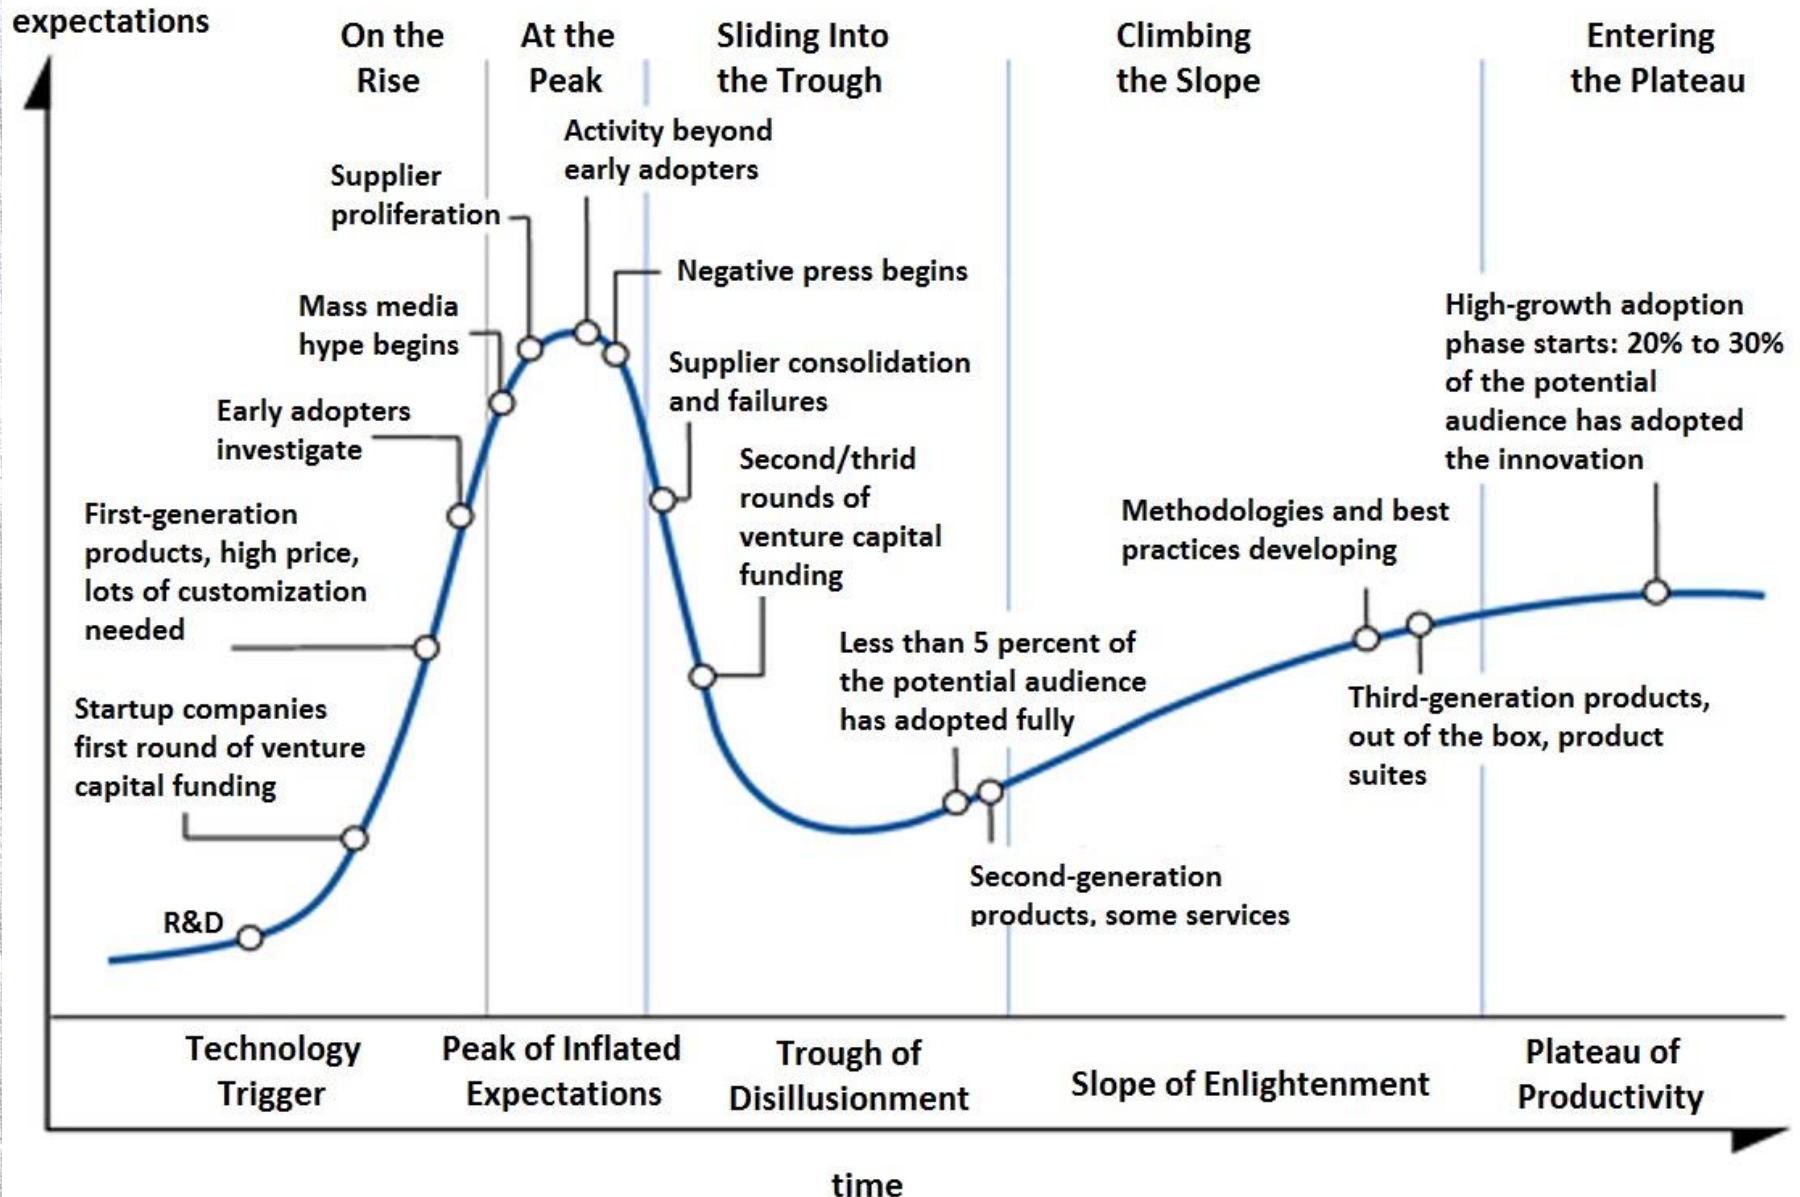 expectations
On the
Rise
At the
Peak
Sliding Into
the Trough
Climbing
the Slope
Entering
the Plateau
Activity beyond
early adopters
Supplier
proliferation
Negative press begins
Mass media
hype begins
High-growth adoption
phase starts: 20% to 30%
of the potential
audience has adopted
the innovation
Supplier consolidation
and failures
Early adopters
investigate
Second/thrid
rounds of
venture capital
funding
First-generation
products, high price,
lots of customization
needed
Methodologies and best
practices developing
Less than 5 percent of
the potential audience
has adopted fully
Startup companies
first round of venture
capital funding
Third-generation products,
out of the box, product
suites
Second-generation
products, some services
R&D
Technology
Trigger
Peak of Inflated
Expectations
Trough of
Disillusionment
Slope of Enlightenment
Plateau of
Productivity
time